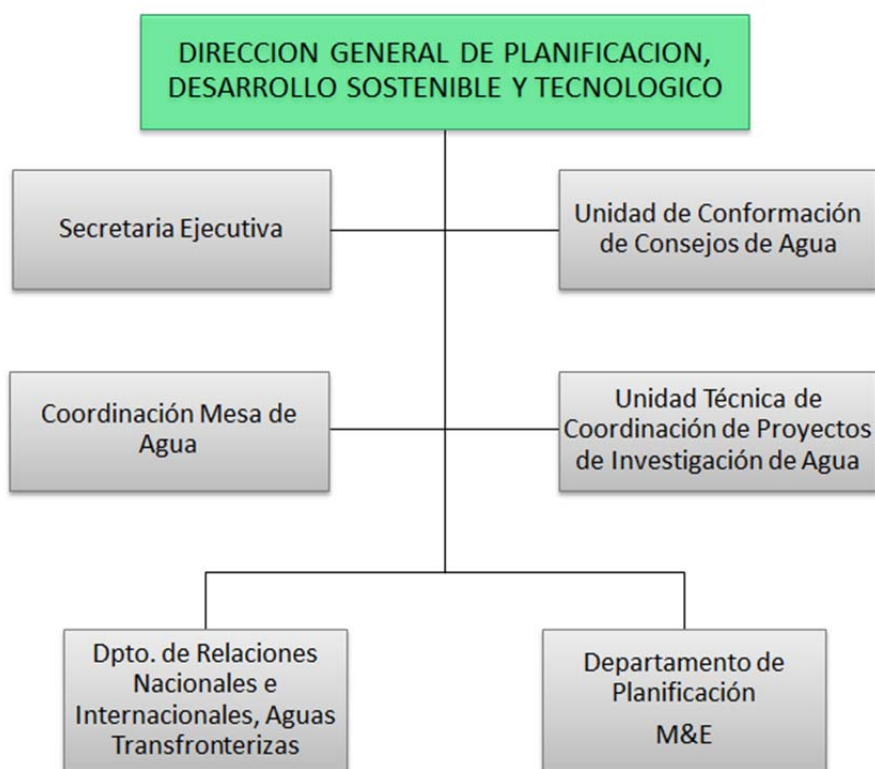 DIRECCION GENERAL DE PLANIFICACION,
DESARROLLO SOSTENIBLE Y TECNOLOGICO
Secretaria Ejecutiva
Unidad de Conformación
de Consejos de Agua
Coordinación Mesa de
Agua
Unidad Técnica de
Coordinación de Proyectos
de Investigación de Agua
Dpto. de Relaciones
Nacionales e
Internacionales, Aguas
Transfronterizas
Departamento de
Planificación
M&E